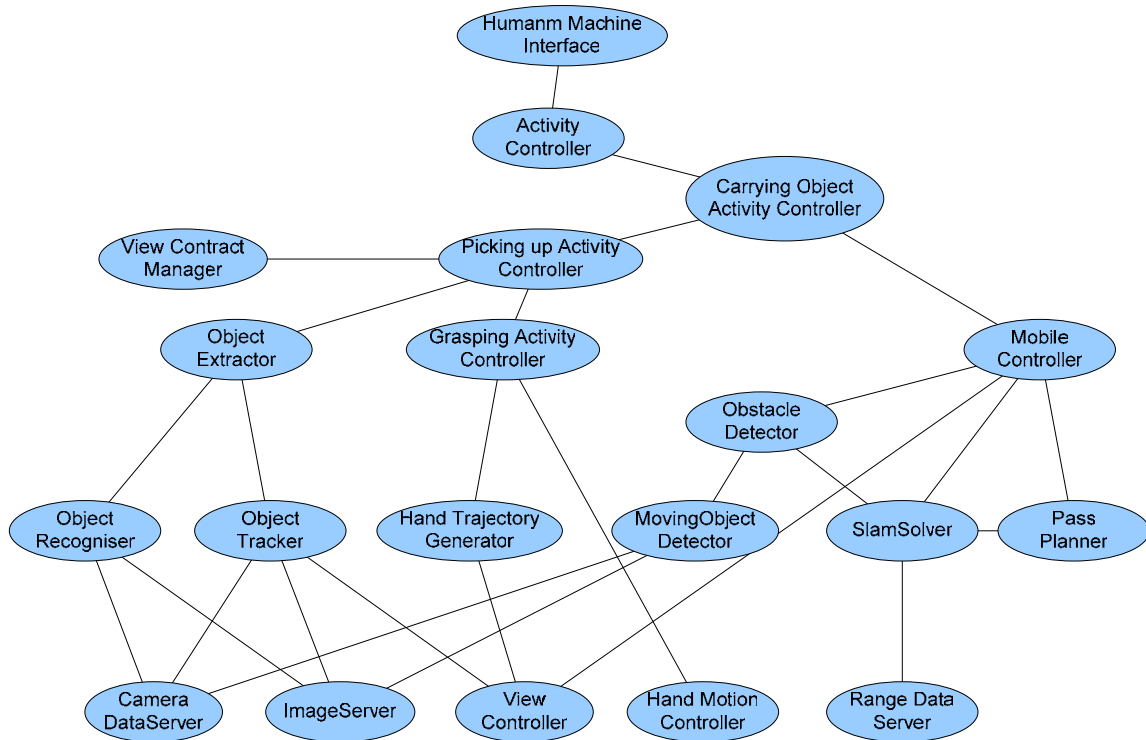 Humanm Machine
Interface
Activity
Controller
Carrying Object
Activity Controller
View Contract
Manager
Picking up Activity
Controller
Object
Extractor
Grasping Activity
Controller
Mobile
Controller
Obstacle
Detector
Object
Recogniser
Object
Tracker
Hand Trajectory
Generator
MovingObject
Detector
SlamSolver
Pass
Planner
Camera
DataServer
ImageServer
View
Controller
Hand Motion
Controller
Range Data
Server